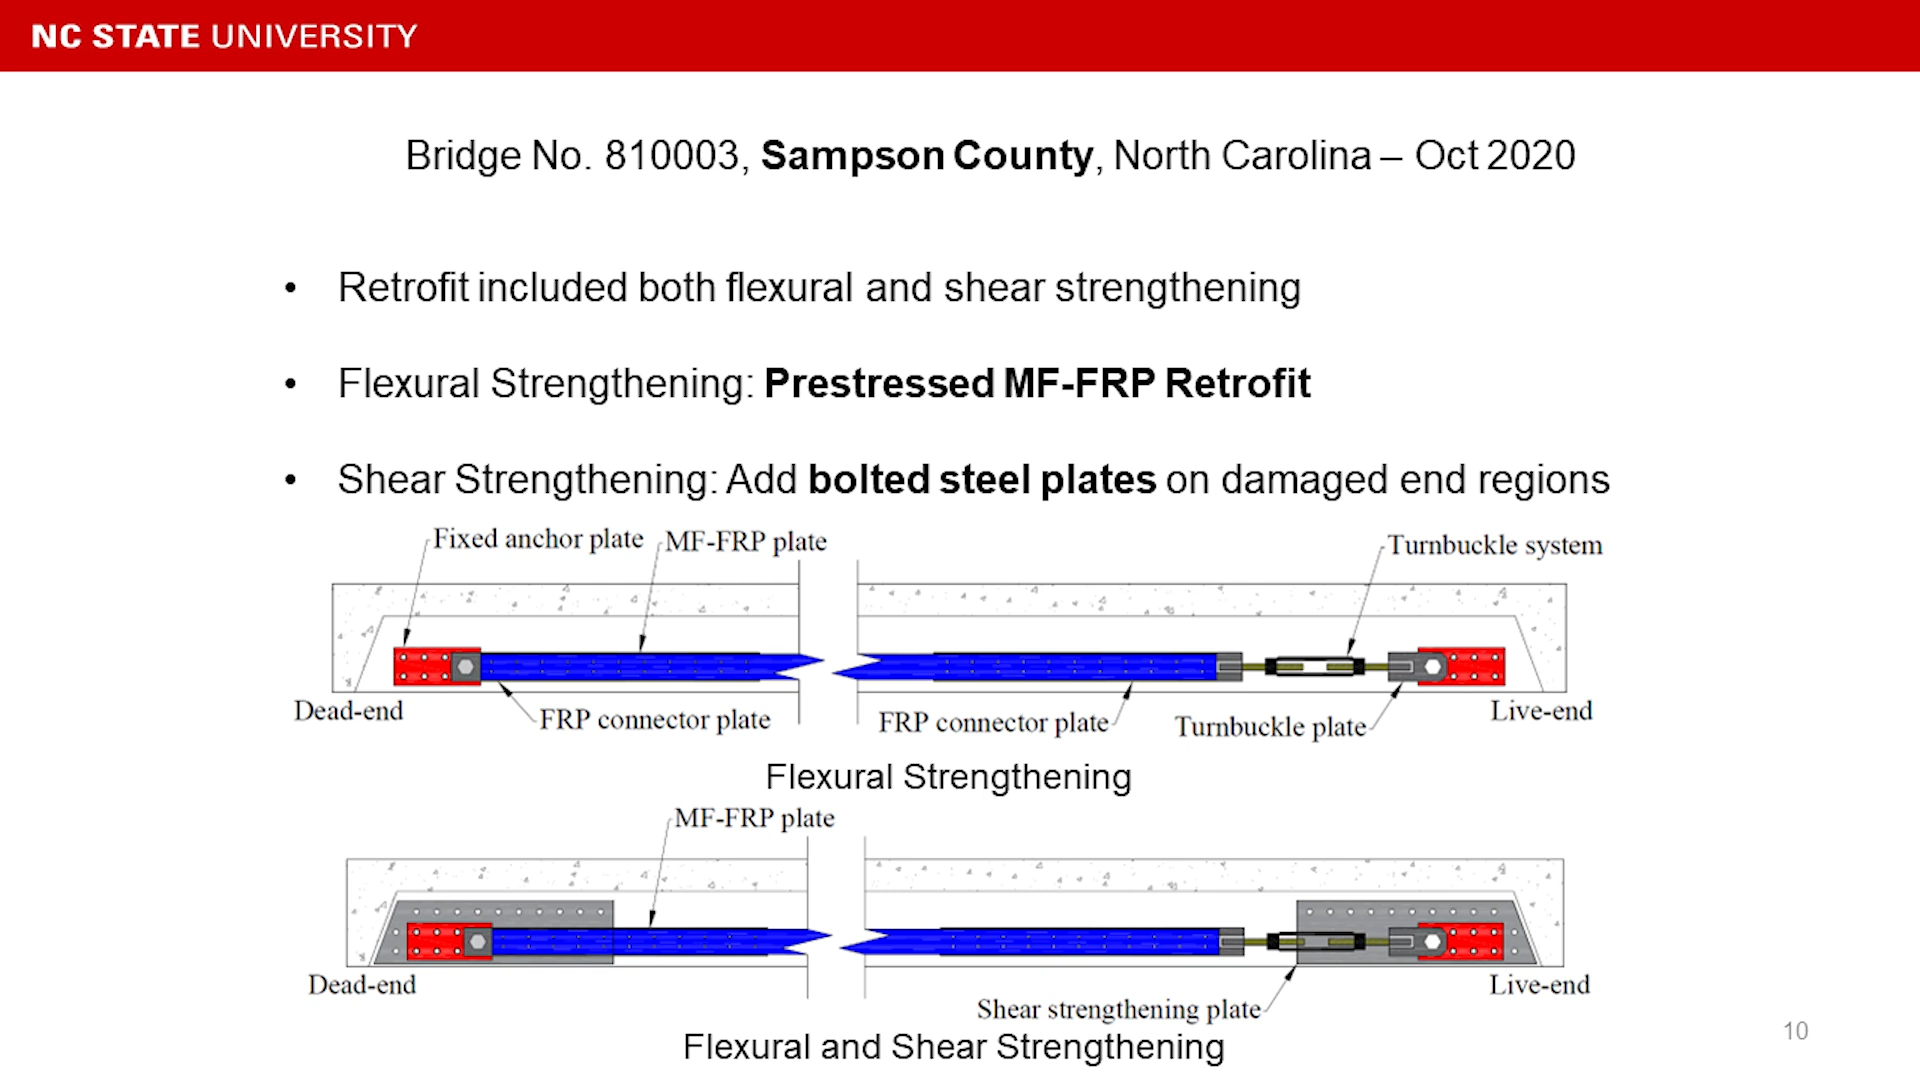 NC STATE UNIVERSITY
Bridge No. 810003, Sampson County, North Carolina – Oct 2020
• Retrofit included both flexural and shear strengthening
• Flexural Strengthening: Prestressed MF-FRP Retrofit
• Shear Strengthening: Add bolted steel plates on damaged end regions
Fixed anchor plate
MF-FRP plate
Turnbuckle system
Dead-end
FRP connector plate
FRP connector plate
Turnbuckle plate
Live-end
Flexural Strengthening
MF-FRP plate
Dead-end
Shear strengthening plate
Live-end
Flexural and Shear Strengthening
10